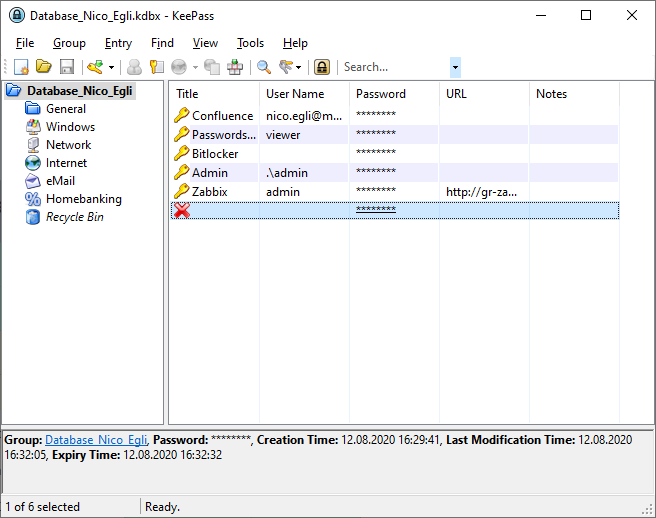 Database_Nico_Egli.kdbx - KeePass
File Group Entry Find View Tools Help
Search...
Database_Nico_Egli
General
Windows
Network
Internet
eMail
Homebanking
Recycle Bin
Title User Name Password URL Notes
Confluence nico.egli@m... ********
Passwords... viewer ********
Bitlocker ********
Admin .\admin ********
Zabbix admin ******** http://gr-za...
********
Group: Database_Nico_Egli, Password: ********, Creation Time: 12.08.2020 16:29:41, Last Modification Time: 12.08.2020
16:32:05, Expiry Time: 12.08.2020 16:32:32
1 of 6 selected Ready.